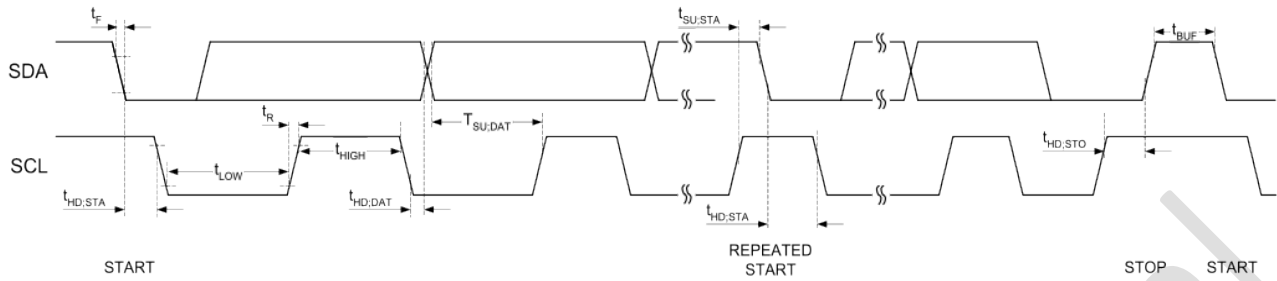 tF
tSU;STA
tBUF
SDA
tR
TSU;DAT
tHIGH
tHD;STO
SCL
tLOW
tHD;STA
tHD;DAT
tHD;STA
START
REPEATED
START
STOP
START